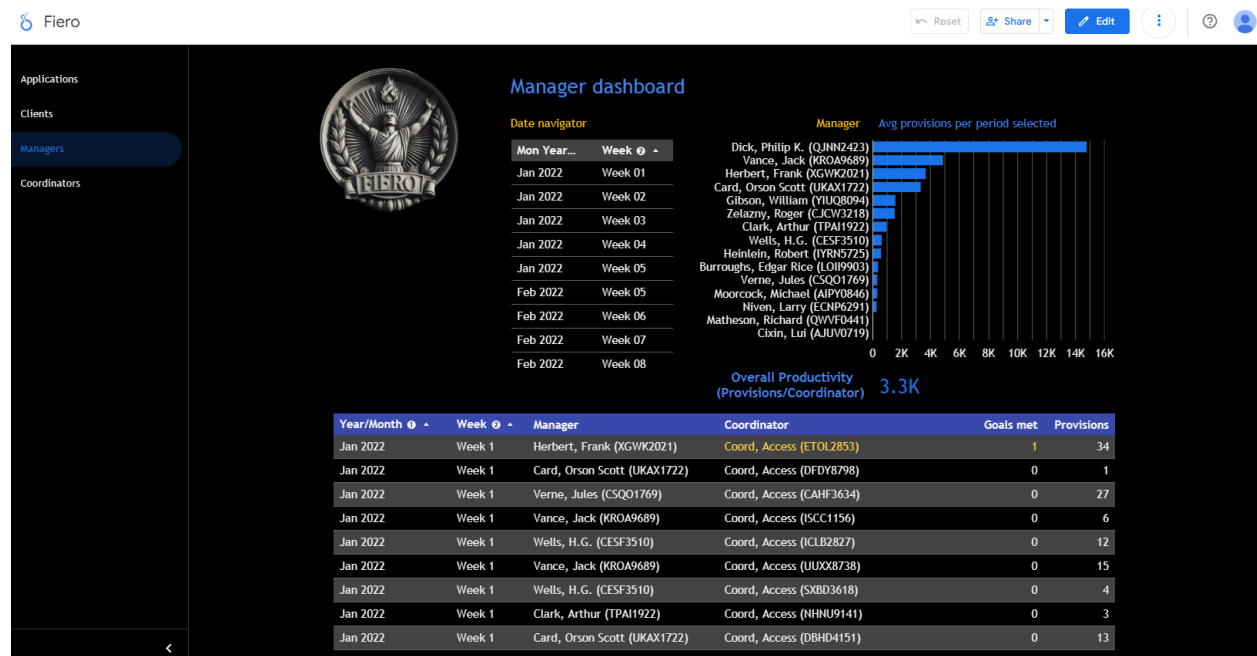 Fiero
Reset
Share
Edit
Applications
Clients
Managers
Coordinators
FIERO
Manager dashboard
Date navigator
Mon Year... Week
Jan 2022 Week 01
Jan 2022 Week 02
Jan 2022 Week 03
Jan 2022 Week 04
Jan 2022 Week 05
Feb 2022 Week 05
Feb 2022 Week 06
Feb 2022 Week 07
Feb 2022 Week 08
Manager Avg provisions per period selected
Dick, Philip K. (QJNN2423)
Vance, Jack (KROA9689)
Herbert, Frank (XGWK2021)
Card, Orson Scott (UKAX1722)
Gibson, William (YIUQ8094)
Zelazny, Roger (CJCW3218)
Clark, Arthur (TPAI1922)
Wells, H.G. (CESF3510)
Heinlein, Robert (IYRN5725)
Burroughs, Edgar Rice (LOII9903)
Verne, Jules (CSQO1769)
Moorcock, Michael (AIPY0846)
Niven, Larry (ECNP6291)
Matheson, Richard (QWVF0441)
Cixin, Lui (AJUV0719)
0 2K 4K 6K 8K 10K 12K 14K 16K
Overall Productivity
(Provisions/Coordinator) 3.3K
Year/Month 1 Week 2 Manager Coordinator Goals met Provisions
Jan 2022 Week 1 Herbert, Frank (XGWK2021) Coord, Access (ETOL2853) 1 34
Jan 2022 Week 1 Card, Orson Scott (UKAX1722) Coord, Access (DFDY8798) 0 1
Jan 2022 Week 1 Verne, Jules (CSQO1769) Coord, Access (CAHF3634) 0 27
Jan 2022 Week 1 Vance, Jack (KROA9689) Coord, Access (ISCC1156) 0 6
Jan 2022 Week 1 Wells, H.G. (CESF3510) Coord, Access (ICLB2827) 0 12
Jan 2022 Week 1 Vance, Jack (KROA9689) Coord, Access (UUXX8738) 0 15
Jan 2022 Week 1 Wells, H.G. (CESF3510) Coord, Access (SXBD3618) 0 4
Jan 2022 Week 1 Clark, Arthur (TPAI1922) Coord, Access (NHNU9141) 0 3
Jan 2022 Week 1 Card, Orson Scott (UKAX1722) Coord, Access (DBHD4151) 0 13